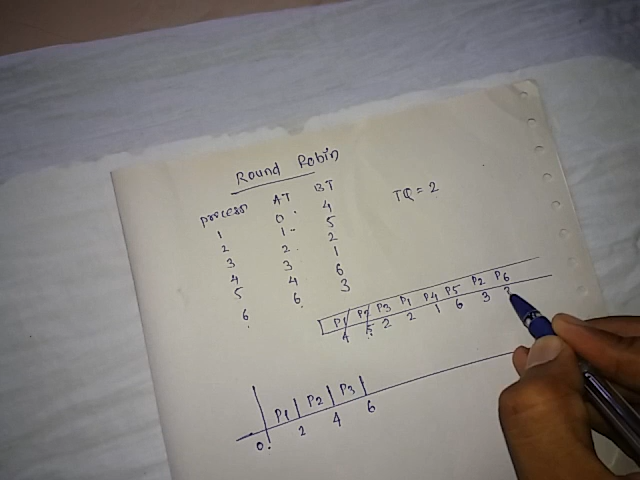 Round Robin
process AT BT
1 0 4
2 1 5
3 2 2
4 3 1
5 4 6
6 6 3
TQ = 2
P1 P2 P3 P1 P4 P5 P2 P6
4 5 2 2 1 6 3 3
P1 P2 P3
0 2 4 6